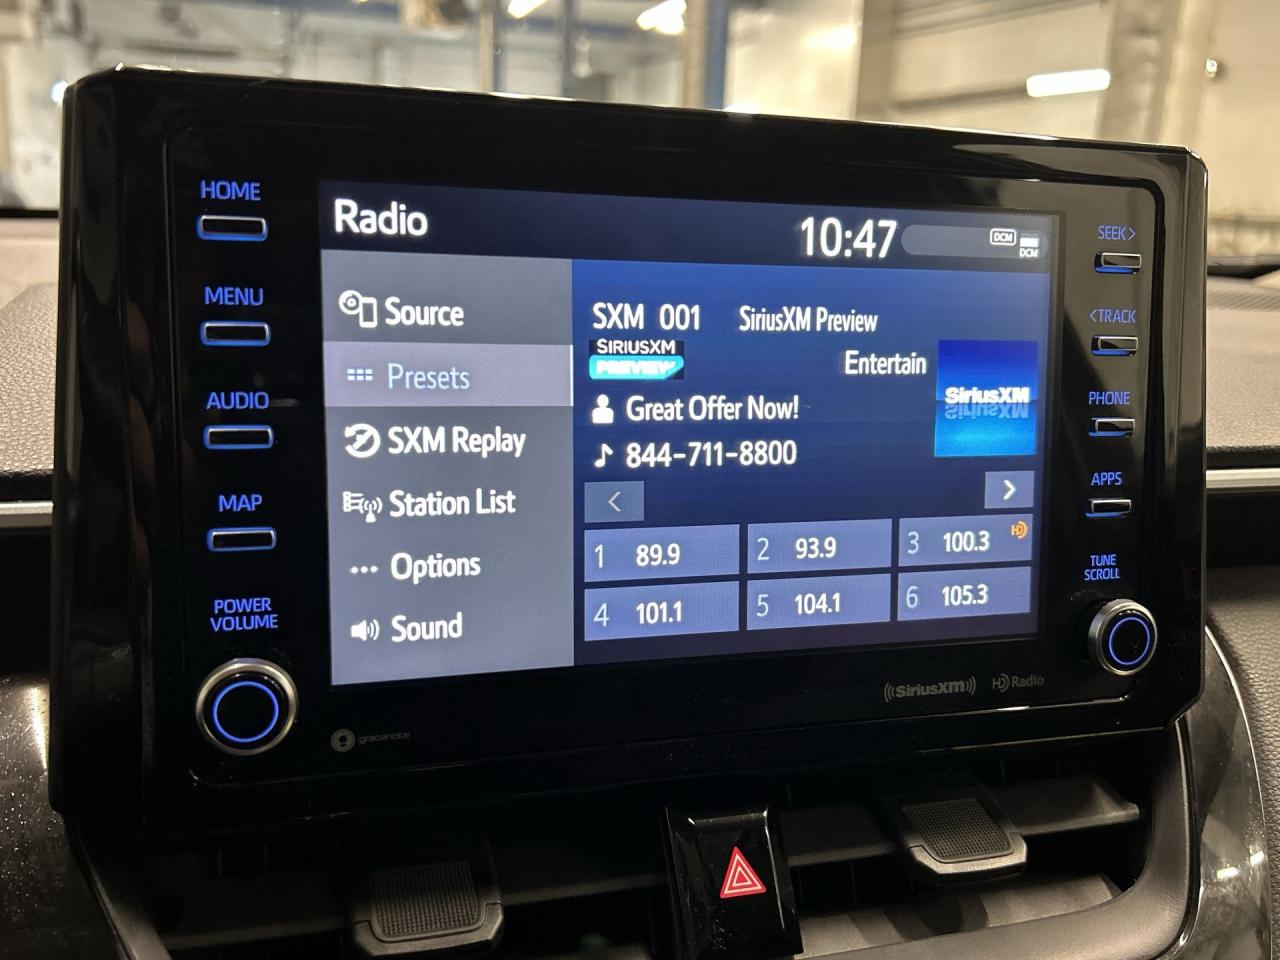 HOME
MENU
AUDIO
MAP
POWER
VOLUME
Radio
10:47
DCM
DCM
Source
Presets
SXM Replay
Station List
Options
Sound
SXM 001 SiriusXM Preview
SIRIUSXM
PREVIEW
Entertain
SiriusXM
Great Offer Now!
844-711-8800
<
>
1 89.9
2 93.9
3 100.3 HD
4 101.1
5 104.1
6 105.3
SEEK >
< TRACK
PHONE
APPS
TUNE
SCROLL
gracenote
((SiriusXM))
HD Radio